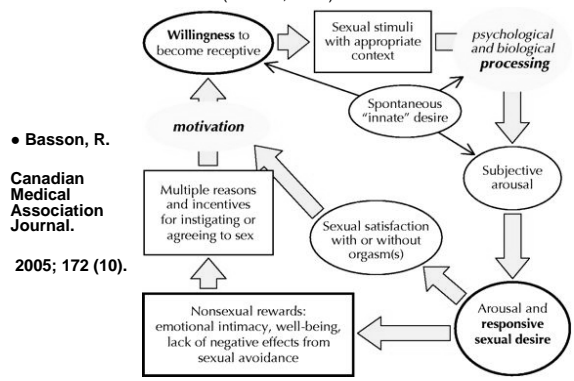 Willingness to
become receptive
Sexual stimuli
with appropriate
context
psychological
and biological
processing
Spontaneous
"innate" desire
motivation
Subjective
arousal
● Basson, R.
Canadian
Medical
Association
Journal.
2005; 172 (10).
Multiple reasons
and incentives
for instigating or
agreeing to sex
Sexual satisfaction
with or without
orgasm(s)
Nonsexual rewards:
emotional intimacy, well-being,
lack of negative effects from
sexual avoidance
Arousal and
responsive
sexual desire